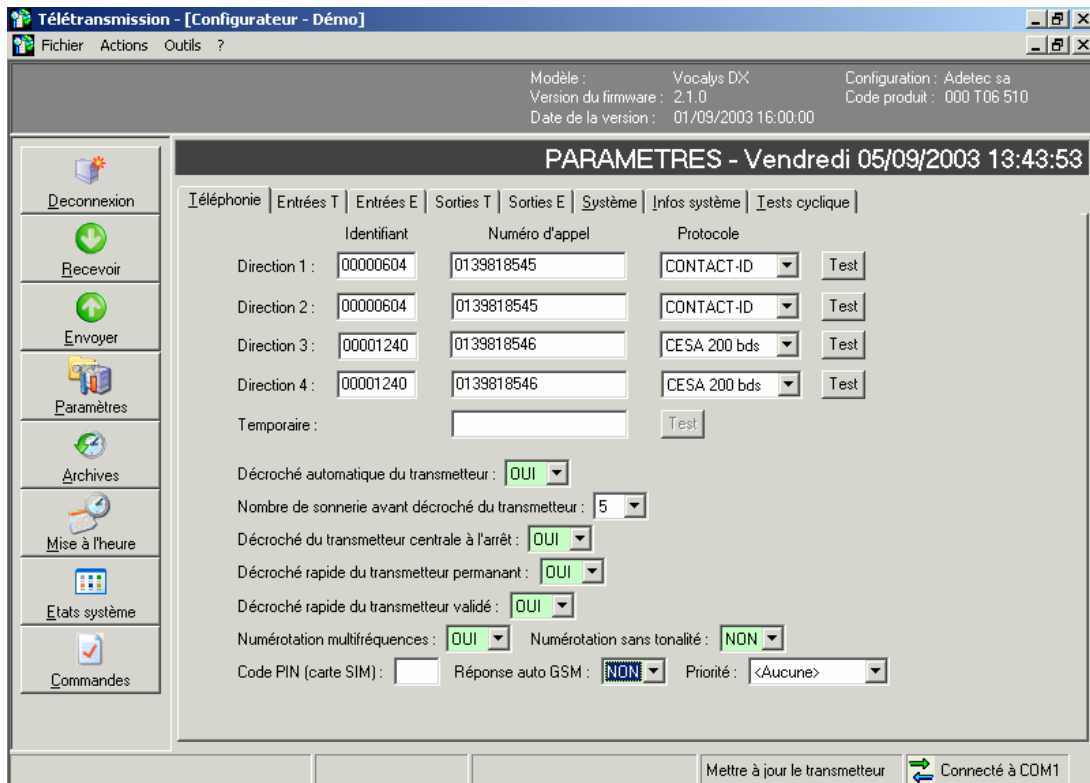 Télétransmission - [Configurateur - Démo]
Fichier Actions Outils ?
Modèle : Vocalys DX Configuration : Adetec sa
Version du firmware : 2.1.0 Code produit : 000 T06 510
Date de la version : 01/09/2003 16:00:00
PARAMETRES - Vendredi 05/09/2003 13:43:53
Deconnexion
Recevoir
Envoyer
Paramètres
Archives
Mise à l'heure
Etats système
Commandes
Téléphonie Entrées T Entrées E Sorties T Sorties E Système Infos système Tests cyclique
Identifiant Numéro d'appel Protocole
Direction 1 : 00000604 0139818545 CONTACT-ID Test
Direction 2 : 00000604 0139818545 CONTACT-ID Test
Direction 3 : 00001240 0139818546 CESA 200 bds Test
Direction 4 : 00001240 0139818546 CESA 200 bds Test
Temporaire : Test
Décroché automatique du transmetteur : OUI
Nombre de sonnerie avant décroché du transmetteur : 5
Décroché du transmetteur centrale à l'arrêt : OUI
Décroché rapide du transmetteur permanant : OUI
Décroché rapide du transmetteur validé : OUI
Numérotation multifréquences : OUI Numérotation sans tonalité : NON
Code PIN (carte SIM) : Réponse auto GSM : NON Priorité : <Aucune>
Mettre à jour le transmetteur Connecté à COM1